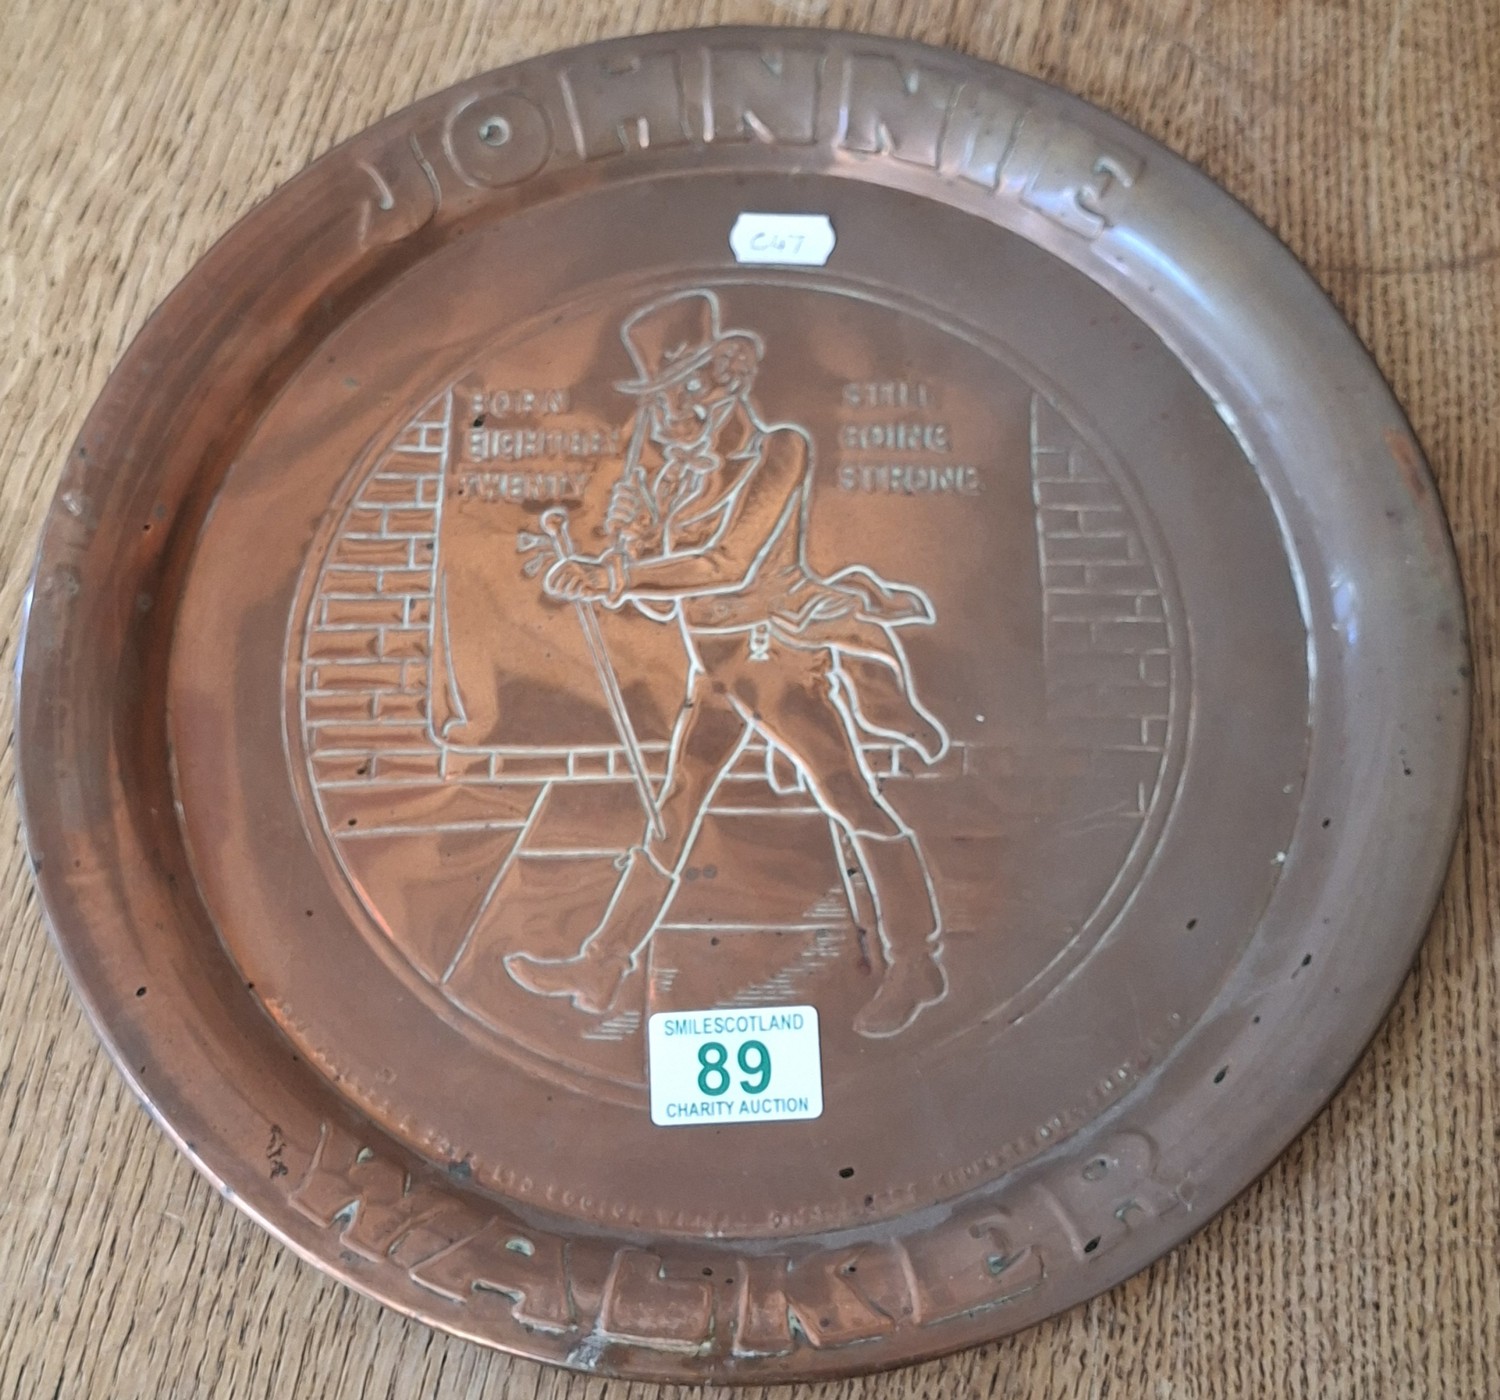 JOHNNIE
C47
BORN
EIGHTEEN
TWENTY
STILL
GOING
STRONG
SMILESCOTLAND
89
CHARITY AUCTION
WALKER